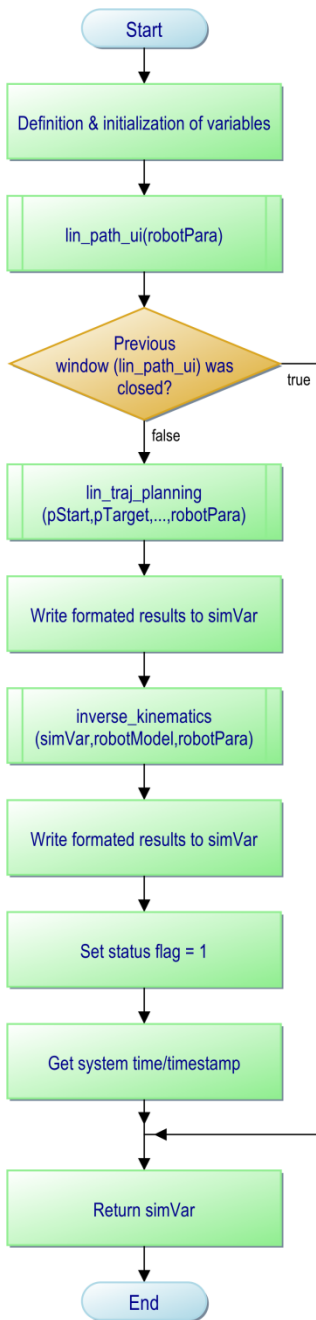 Start
Definition & initialization of variables
lin_path_ui(robotPara)
Previous
window (lin_path_ui) was
closed?
true
false
lin_traj_planning
(pStart,pTarget,...,robotPara)
Write formated results to simVar
inverse_kinematics
(simVar,robotModel,robotPara)
Write formated results to simVar
Set status flag = 1
Get system time/timestamp
Return simVar
End